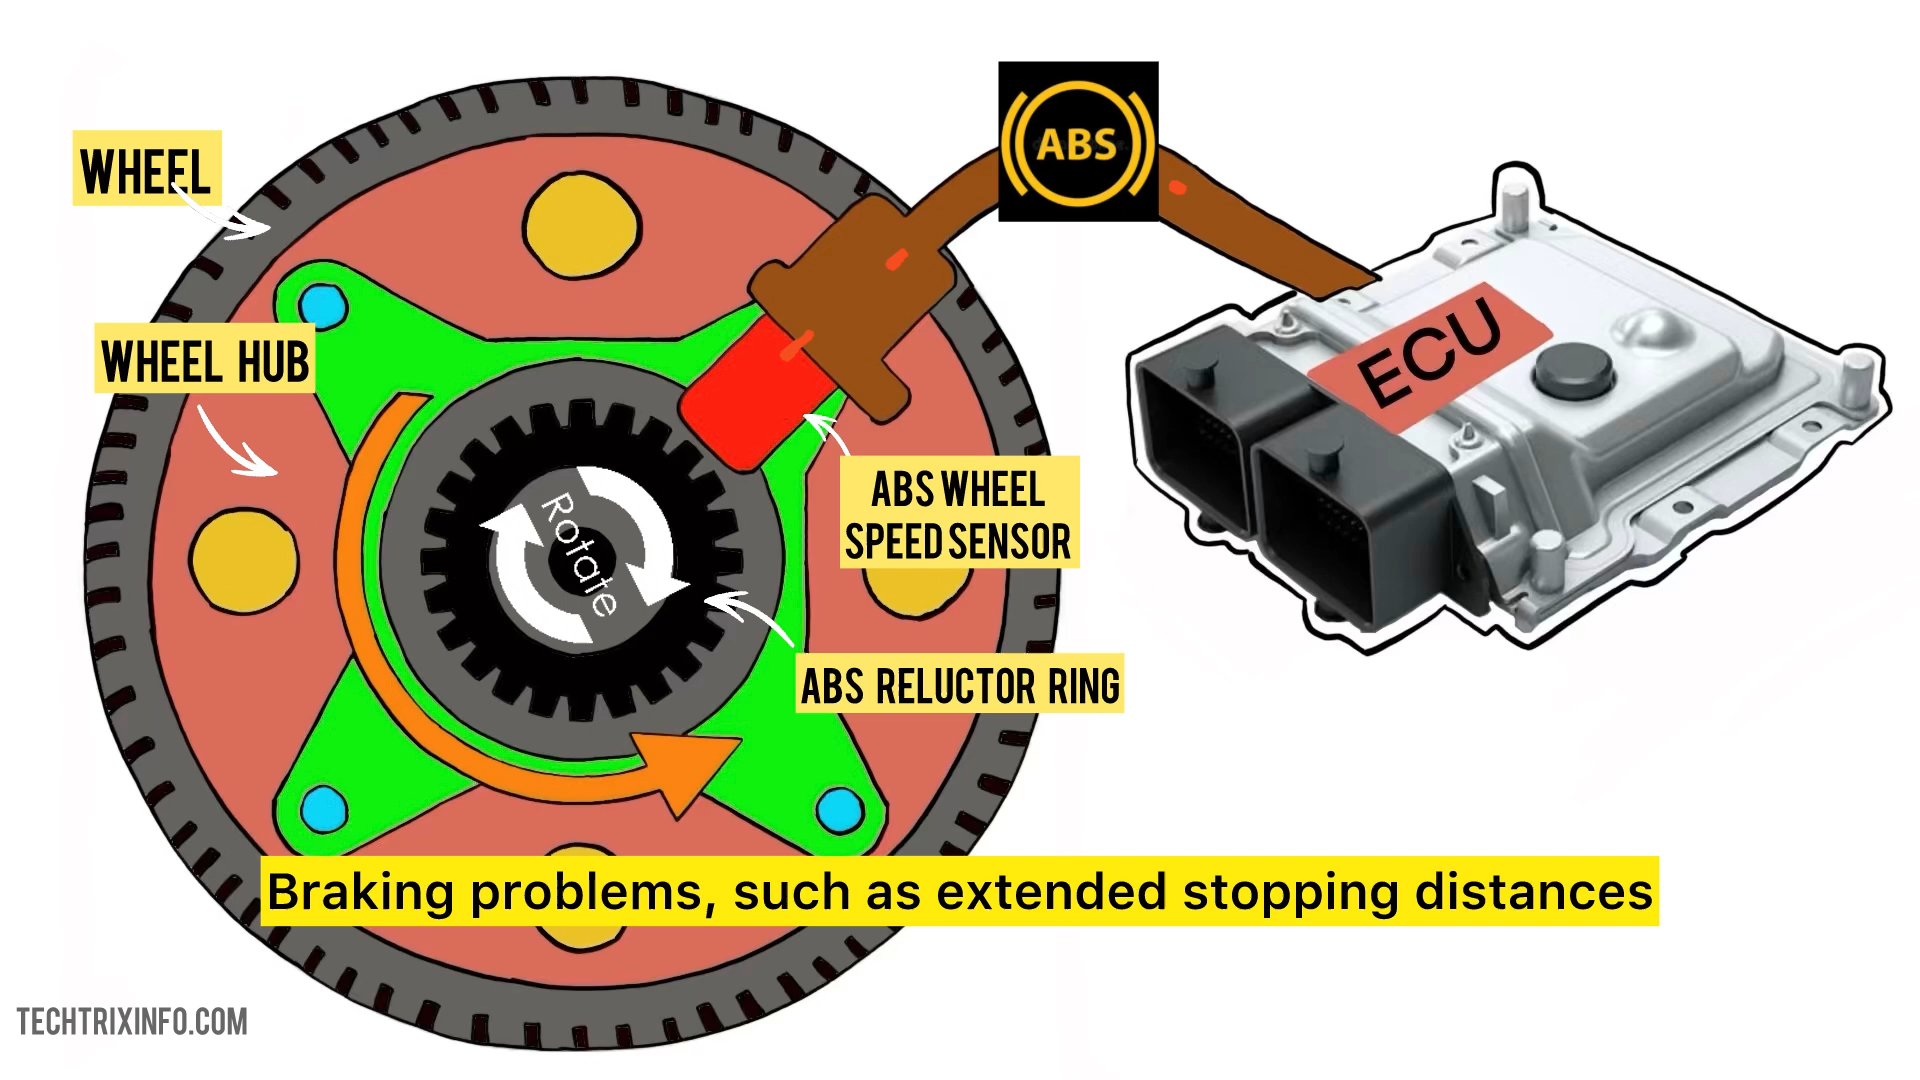 ABS
WHEEL
ECU
WHEEL HUB
ABS WHEEL
SPEED SENSOR
Rotate
ABS RELUCTOR RING
Braking problems, such as extended stopping distances
TECHTRIXINFO.COM